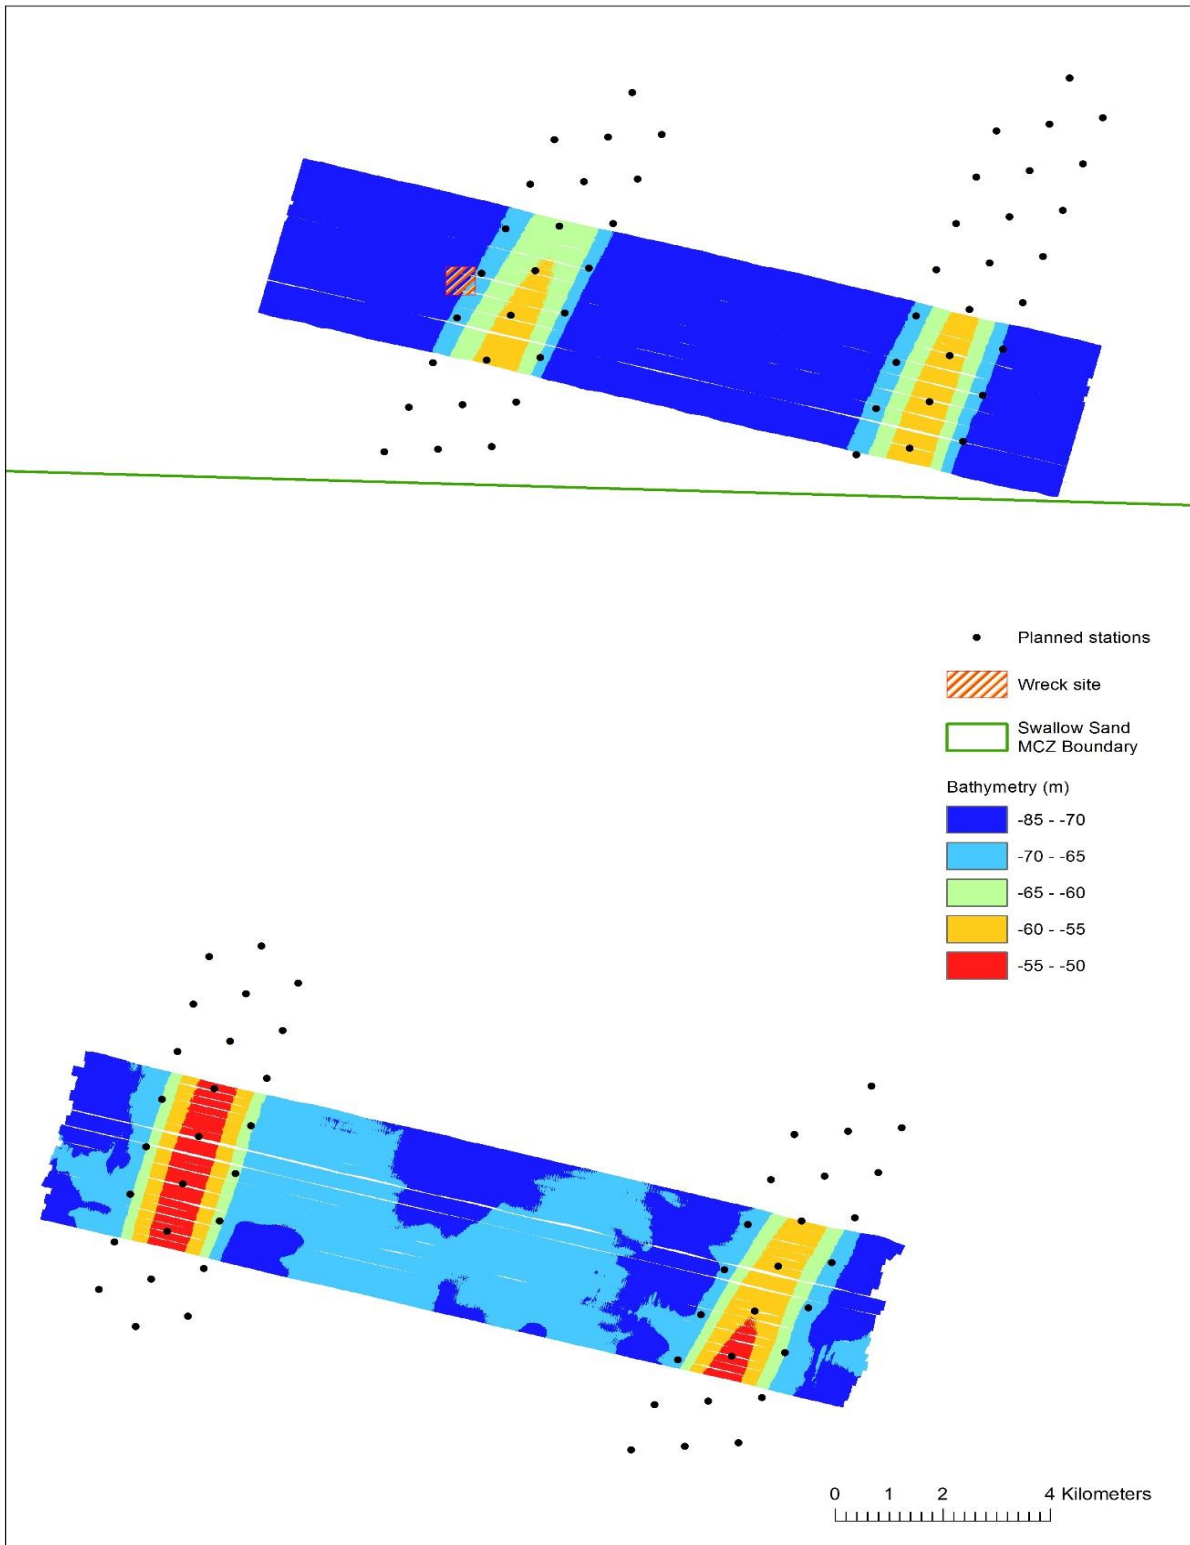 Planned stations
Wreck site
Swallow Sand
MCZ Boundary
Bathymetry (m)
-85 - -70
-70 - -65
-65 - -60
-60 - -55
-55 - -50
0 1 2 4 Kilometers